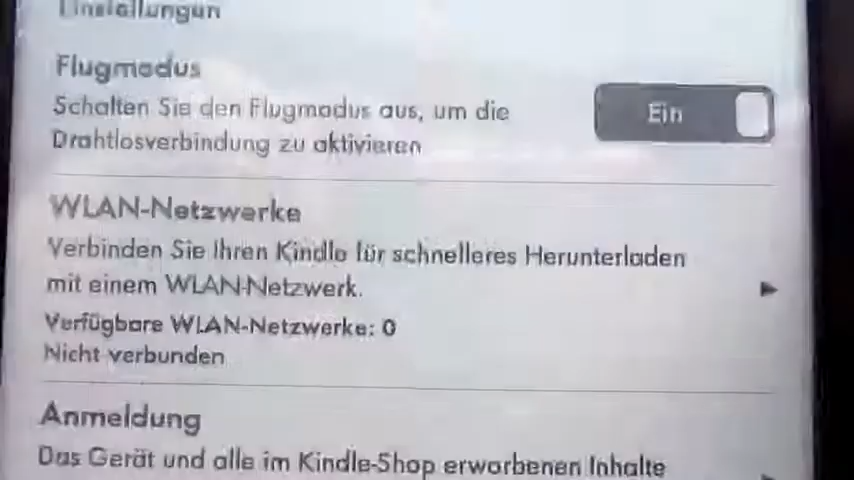 Einstellungen
Flugmodus
Schalten Sie den Flugmodus aus, um die
Ein
Drahtlosverbindung zu aktivieren
WLAN-Netzwerke
Verbinden Sie Ihren Kindle für schnelleres Herunterladen
mit einem WLAN-Netzwerk.
Verfügbare WLAN-Netzwerke: 0
Nicht verbunden
Anmeldung
Das Gerät und alle im Kindle-Shop erworbenen Inhalte